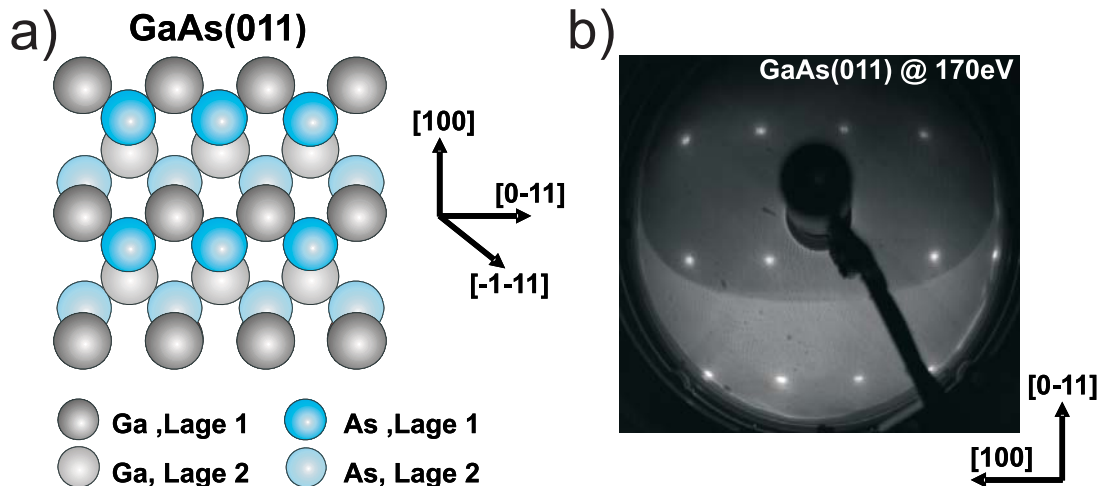 a)
GaAs(011)
[100]
[0-11]
[-1-11]
Ga ,Lage 1
As ,Lage 1
Ga, Lage 2
As, Lage 2
b)
GaAs(011) @ 170eV
[0-11]
[100]